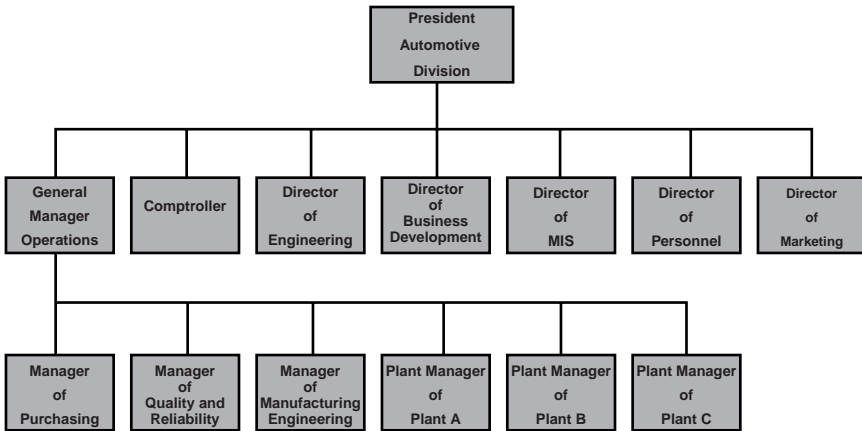 President
Automotive
Division
General
Manager
Operations
Comptroller
Director
of
Engineering
Director
of
Business
Development
Director
of
MIS
Director
of
Personnel
Director
of
Marketing
Manager
of
Purchasing
Manager
of
Quality and
Reliability
Manager
of
Manufacturing
Engineering
Plant Manager
of
Plant A
Plant Manager
of
Plant B
Plant Manager
of
Plant C